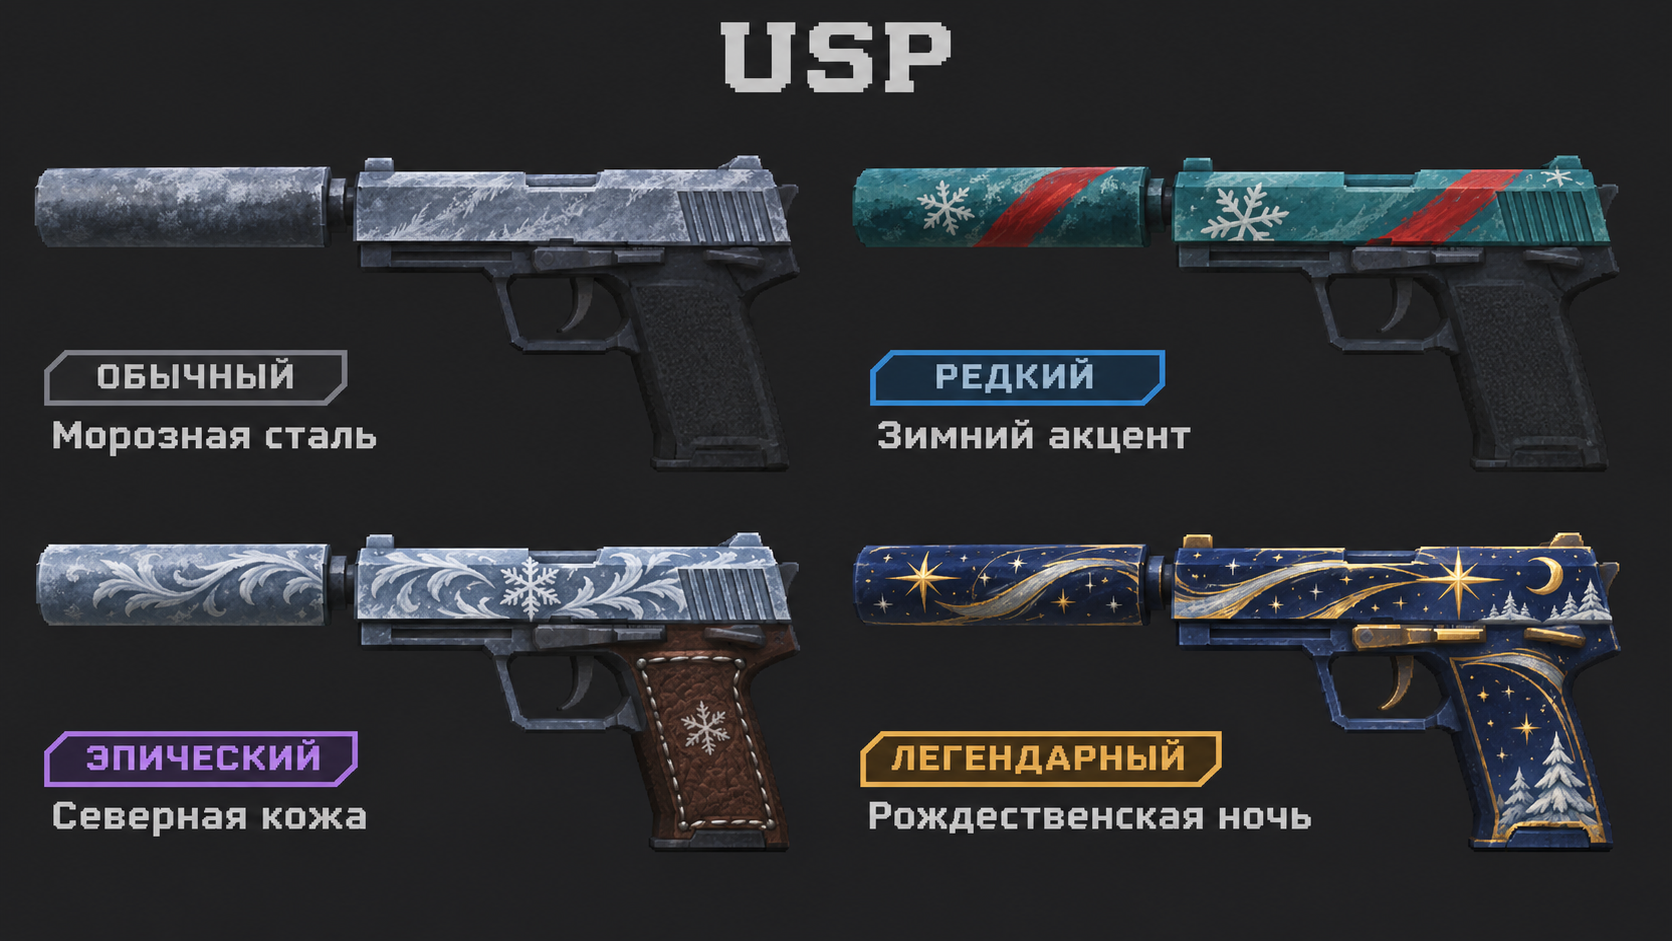 USP
ОБЫЧНЫЙ
Морозная сталь
РЕДКИЙ
Зимний акцент
ЭПИЧЕСКИЙ
Северная кожа
ЛЕГЕНДАРНЫЙ
Рождественская ночь